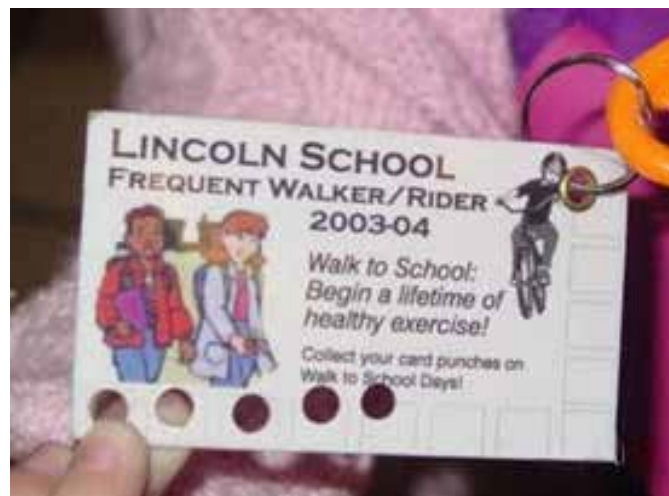 LINCOLN SCHOOL
FREQUENT WALKER/RIDER
2003-04
Walk to School:
Begin a lifetime of
healthy exercise!
Collect your card punches on
Walk to School Days!